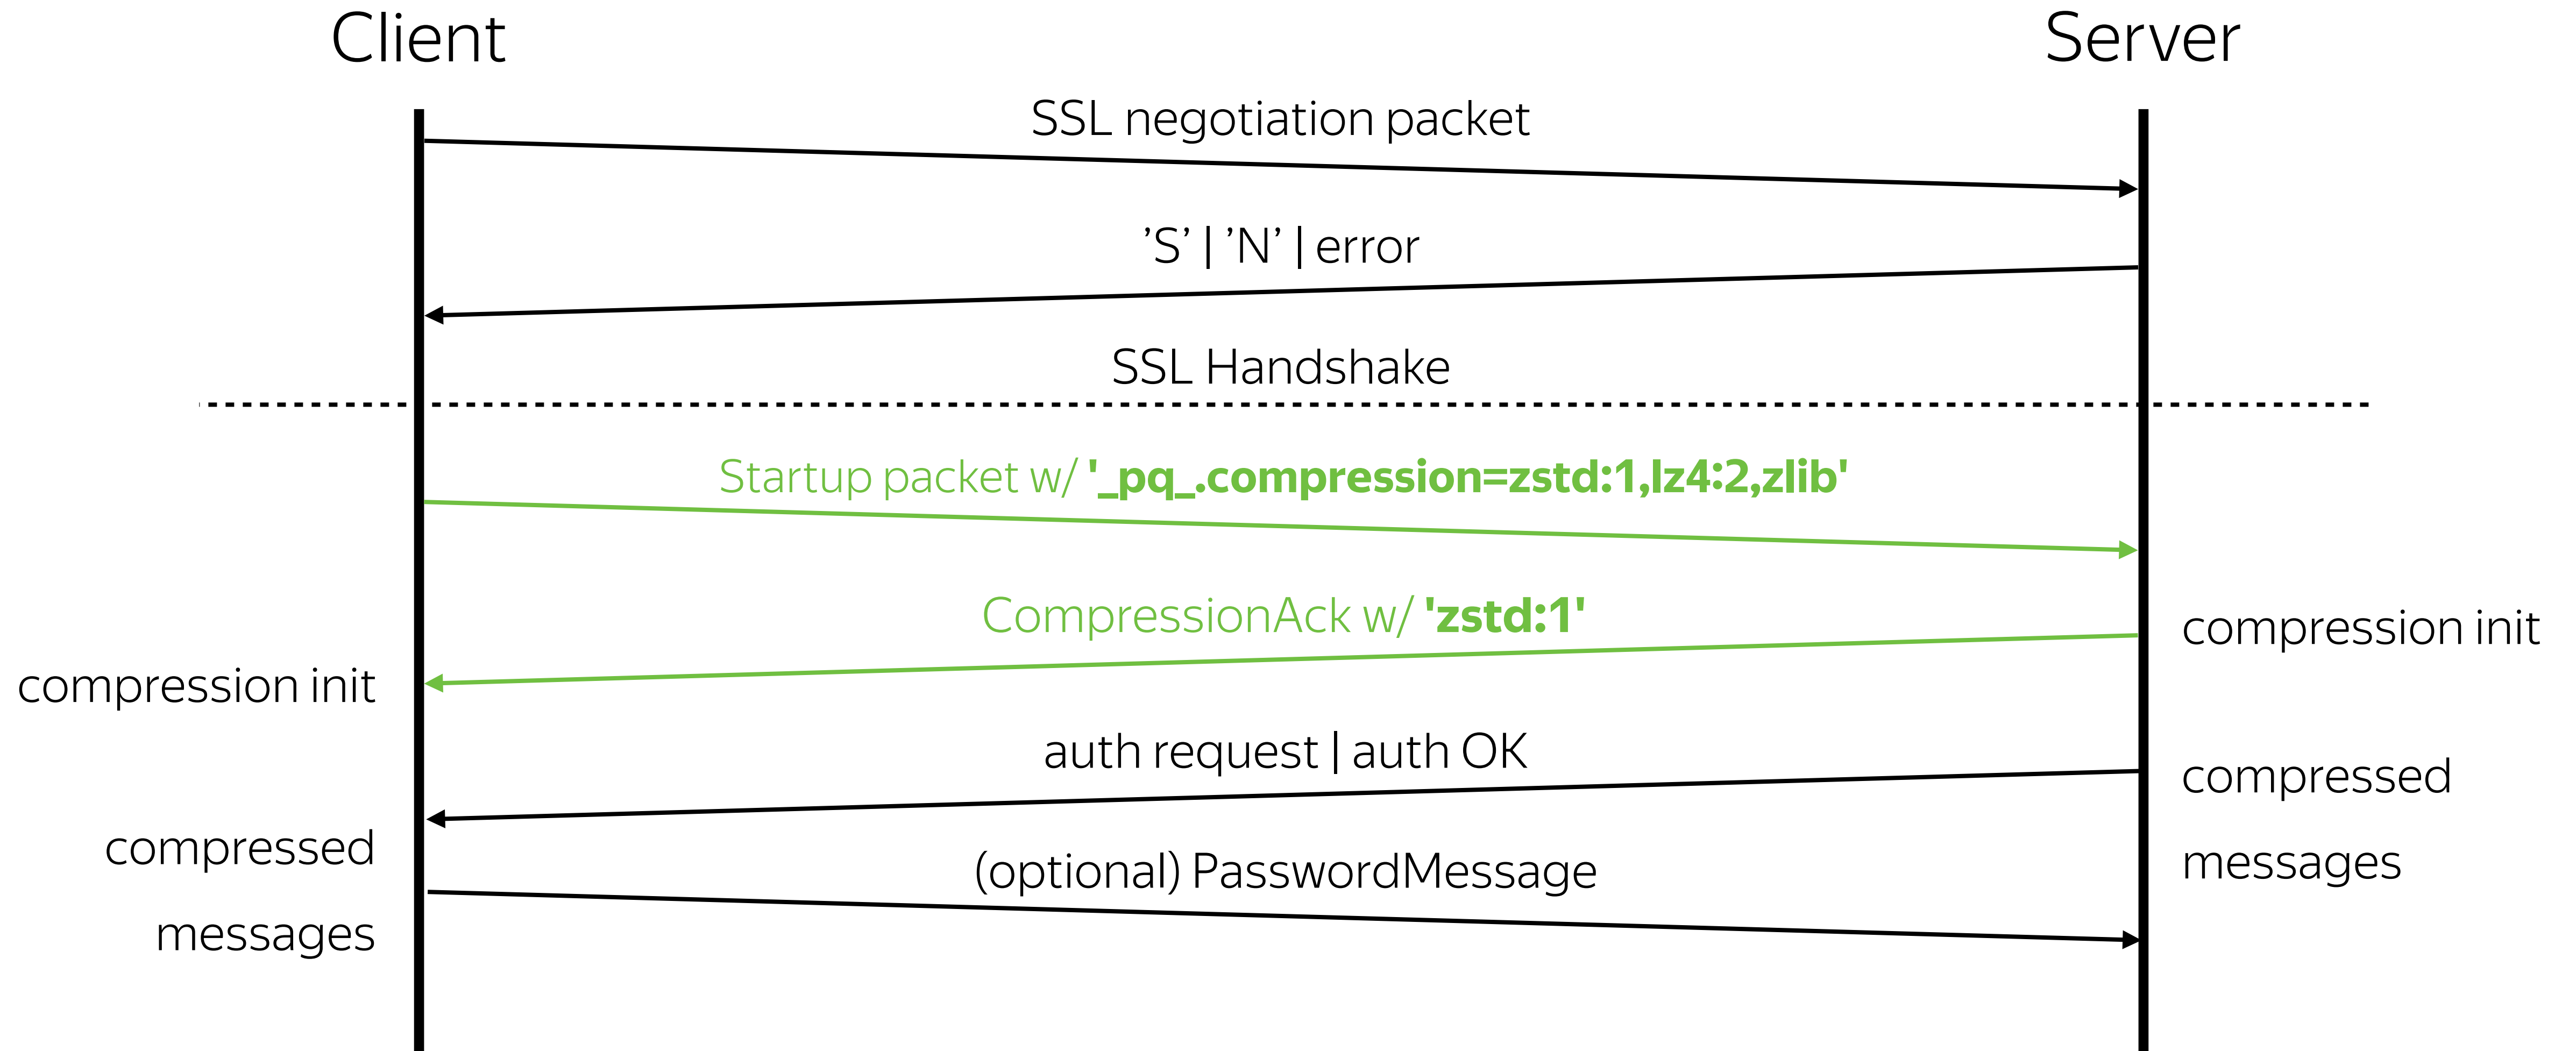 Client
Server
SSL negotiation packet
’S’ | ’N’ | error
SSL Handshake
Startup packet w/ '_pq_.compression=zstd:1,lz4:2,zlib'
CompressionAck w/ 'zstd:1'
compression init
compression init
auth request | auth OK
compressed
messages
compressed
messages
(optional) PasswordMessage